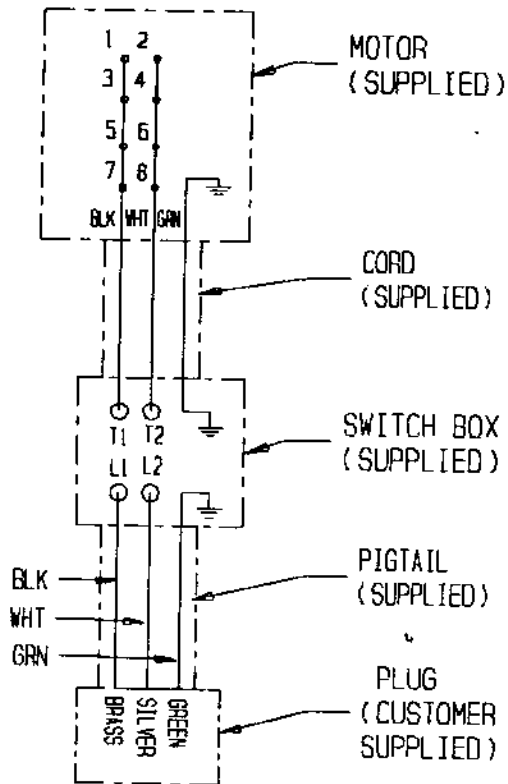 1 2
3 4
5 6
7 8
BLK WHT GRN
MOTOR
(SUPPLIED)
CORD
(SUPPLIED)
T1 T2
L1 L2
SWITCH BOX
(SUPPLIED)
BLK
WHT
GRN
PIGTAIL
(SUPPLIED)
BRASS
SILVER
GREEN
PLUG
(CUSTOMER
SUPPLIED)